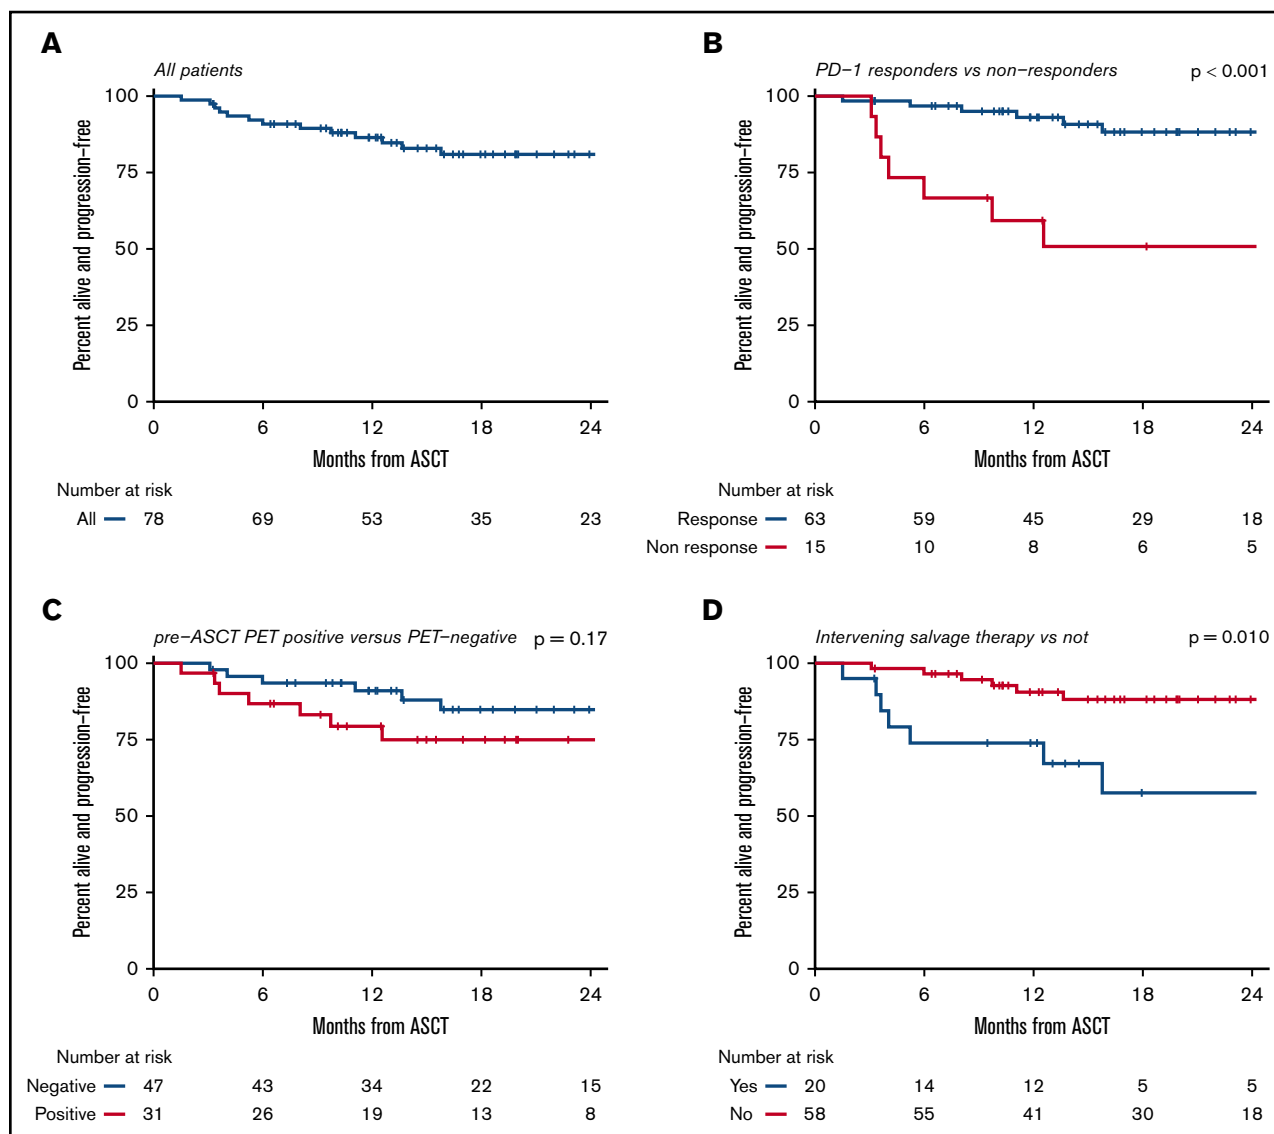 A
All patients
100
75
50
25
0
Percent alive and progression–free
0 6 12 18 24
Months from ASCT
Number at risk
All 78 69 53 35 23
B
PD–1 responders vs non–responders p < 0.001
100
75
50
25
0
Percent alive and progression–free
0 6 12 18 24
Months from ASCT
Number at risk
Response 63 59 45 29 18
Non response 15 10 8 6 5
C
pre–ASCT PET positive versus PET–negative p = 0.17
100
75
50
25
0
Percent alive and progression–free
0 6 12 18 24
Months from ASCT
Number at risk
Negative 47 43 34 22 15
Positive 31 26 19 13 8
D
Intervening salvage therapy vs not p = 0.010
100
75
50
25
0
Percent alive and progression–free
0 6 12 18 24
Months from ASCT
Number at risk
Yes 20 14 12 5 5
No 58 55 41 30 18